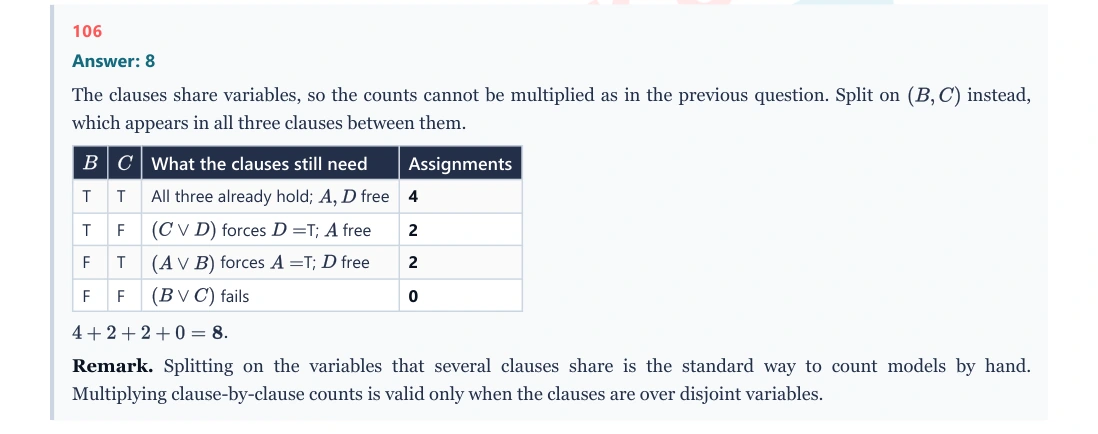 106
Answer: 8
The clauses share variables, so the counts cannot be multiplied as in the previous question. Split on (B, C) instead,
which appears in all three clauses between them.
B C What the clauses still need Assignments
T T All three already hold; A, D free 4
T F (C ∨ D) forces D =T; A free 2
F T (A ∨ B) forces A =T; D free 2
F F (B ∨ C) fails 0
4 + 2 + 2 + 0 = 8.
Remark. Splitting on the variables that several clauses share is the standard way to count models by hand.
Multiplying clause-by-clause counts is valid only when the clauses are over disjoint variables.